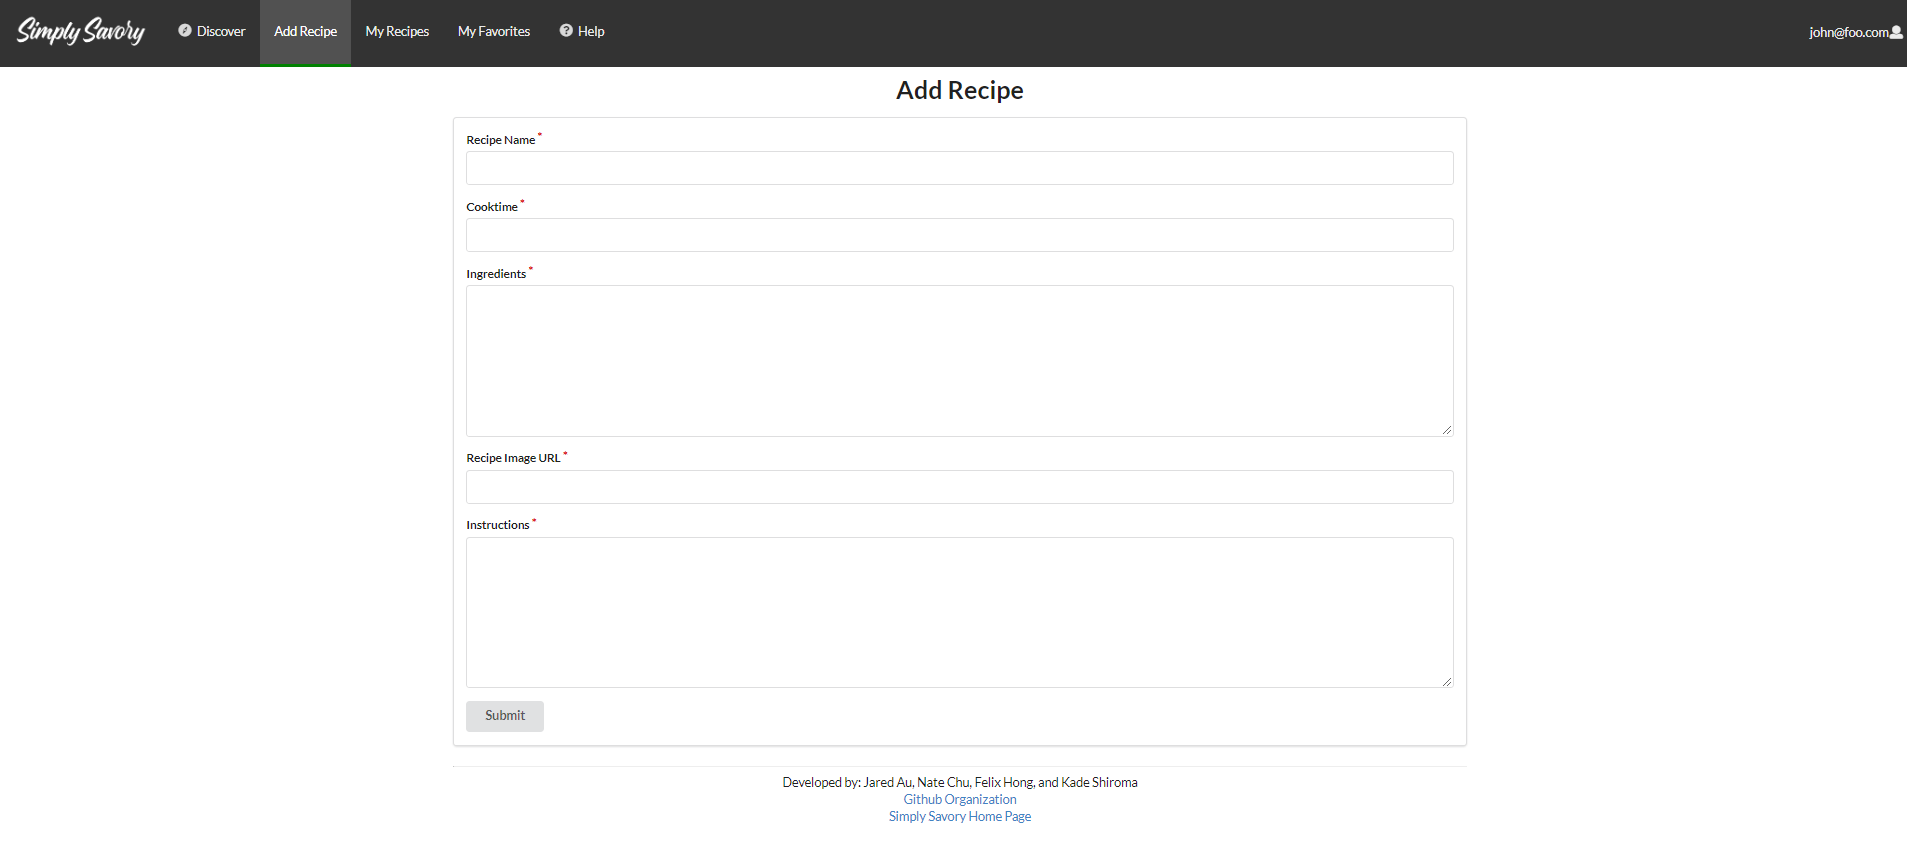 Simply Savory Discover Add Recipe My Recipes My Favorites Help john@foo.com
Add Recipe
Recipe Name *
Cooktime *
Ingredients *
Recipe Image URL *
Instructions *
Submit
Developed by: Jared Au, Nate Chu, Felix Hong, and Kade Shiroma
Github Organization
Simply Savory Home Page